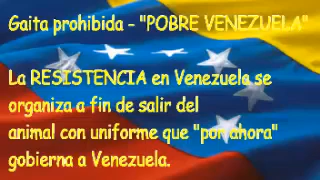 Gaita prohibida - "POBRE VENEZUELA"
La RESISTENCIA en Venezuela se
organiza a fin de salir del
animal con uniforme que "por ahora"
gobierna a Venezuela.